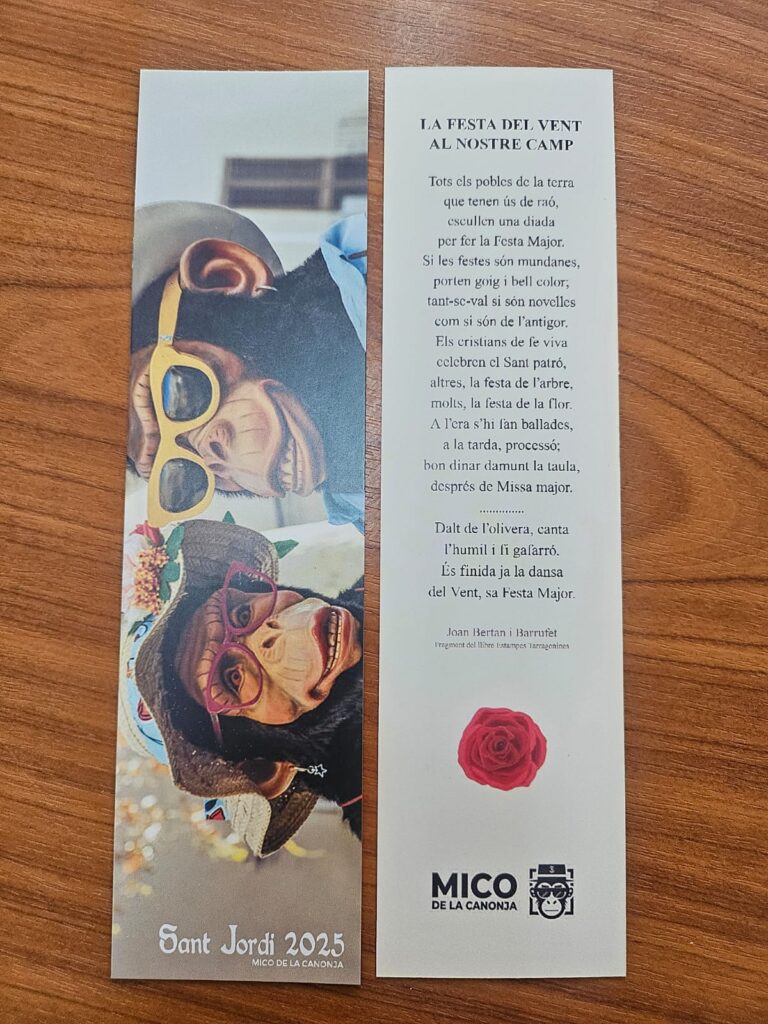 Sant Jordi 2025
MICO DE LA CANONJA
LA FESTA DEL VENT
AL NOSTRE CAMP
Tots els pobles de la terra
que tenen ús de raó,
escullen una diada
per fer la Festa Major.
Si les festes són mundanes,
porten goig i bell color;
tant-se-val si són novelles
com si són de l'antigor.
Els cristians de fe viva
celebren el Sant patró,
altres, la festa de l'arbre,
molts, la festa de la flor.
A l'era s'hi fan ballades,
a la tarda, processó;
bon dinar damunt la taula,
després de Missa major.
..............
Dalt de l'olivera, canta
l'humil i fi gafarró.
És finida ja la dansa
del Vent, sa Festa Major.
Joan Bertan i Barrufet
Fragment del llibre Estampes Tarragonines
MICO
DE LA CANONJA